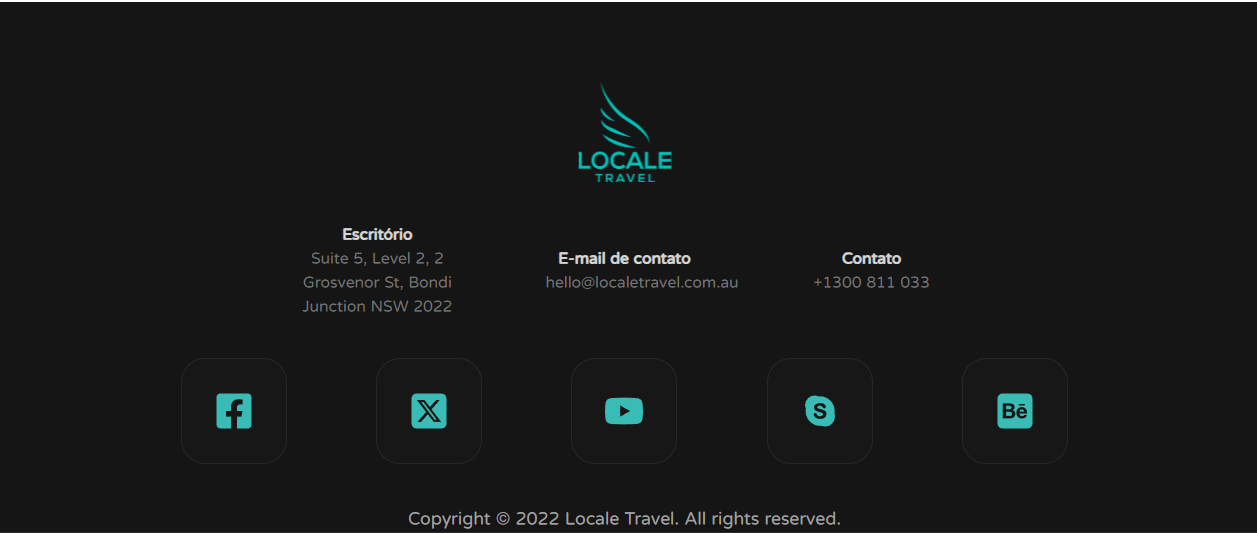 LOCALE
TRAVEL
Escritório
Suite 5, Level 2, 2
Grosvenor St, Bondi
Junction NSW 2022
E-mail de contato
hello@localetravel.com.au
Contato
+1300 811 033
Copyright © 2022 Locale Travel. All rights reserved.